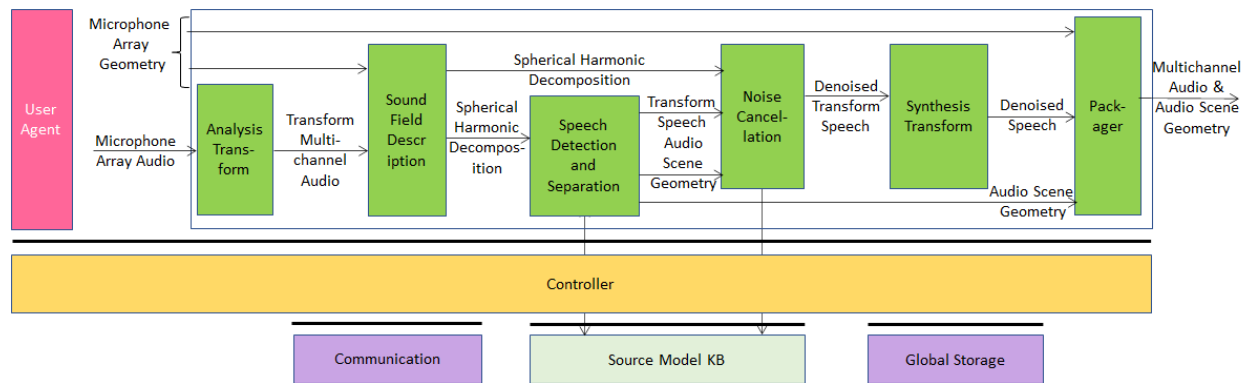 Microphone
Array
Geometry
User
Agent
Microphone
Array Audio
Analysis
Trans-
form
Transform
Multi-
channel
Audio
Sound
Field
Descr
iption
Spherical Harmonic
Decomposition
Spherical
Harmonic
Decompos-
ition
Speech
Detection
and
Separation
Transform
Speech
Audio
Scene
Geometry
Noise
Cancel-
lation
Denoised
Transform
Speech
Synthesis
Transform
Denoised
Speech
Audio Scene
Geometry
Pack-
ager
Multichannel
Audio &
Audio Scene
Geometry
Controller
Communication
Source Model KB
Global Storage